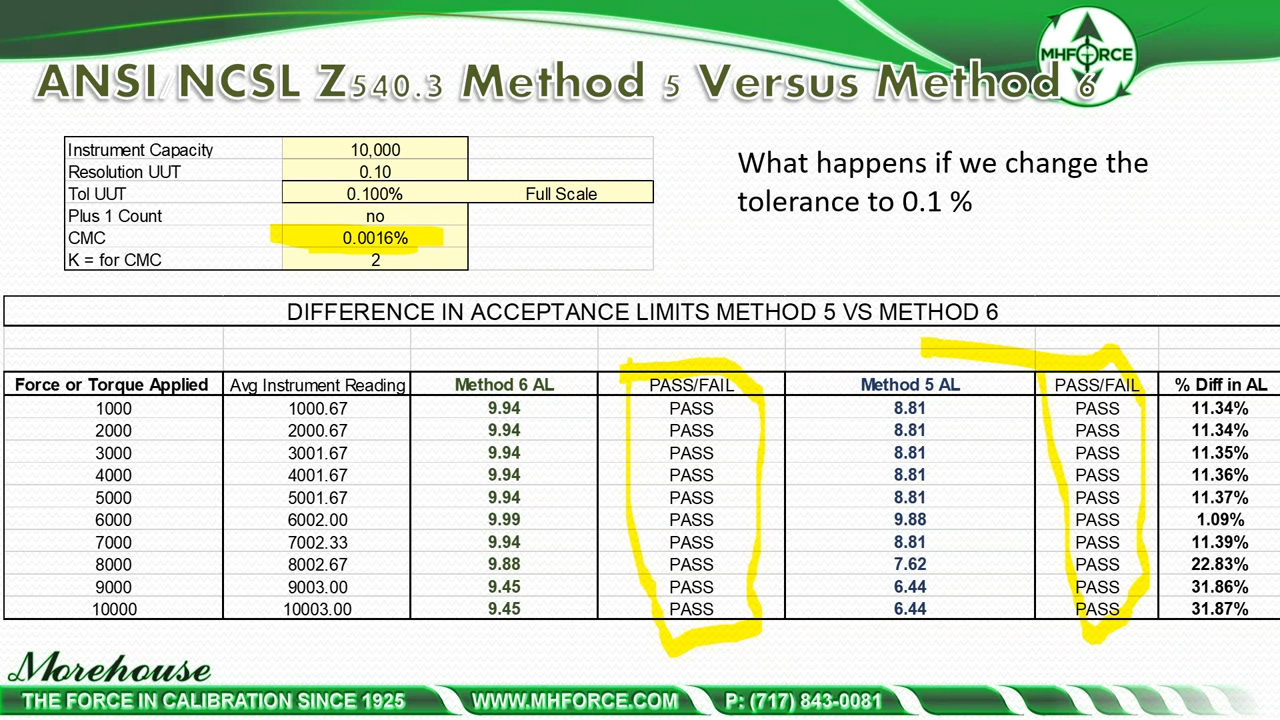 ANSI/NCSL Z540.3 Method 5 Versus Method 6
MHFORCE
Instrument Capacity 10,000
Resolution UUT 0.10
Tol UUT 0.100% Full Scale
Plus 1 Count no
CMC 0.0016%
K = for CMC 2
What happens if we change the
tolerance to 0.1 %
DIFFERENCE IN ACCEPTANCE LIMITS METHOD 5 VS METHOD 6
Force or Torque Applied Avg Instrument Reading Method 6 AL PASS/FAIL Method 5 AL PASS/FAIL % Diff in AL
1000 1000.67 9.94 PASS 8.81 PASS 11.34%
2000 2000.67 9.94 PASS 8.81 PASS 11.34%
3000 3001.67 9.94 PASS 8.81 PASS 11.35%
4000 4001.67 9.94 PASS 8.81 PASS 11.36%
5000 5001.67 9.94 PASS 8.81 PASS 11.37%
6000 6002.00 9.99 PASS 9.88 PASS 1.09%
7000 7002.33 9.94 PASS 8.81 PASS 11.39%
8000 8002.67 9.88 PASS 7.62 PASS 22.83%
9000 9003.00 9.45 PASS 6.44 PASS 31.86%
10000 10003.00 9.45 PASS 6.44 PASS 31.87%
Morehouse
THE FORCE IN CALIBRATION SINCE 1925 WWW.MHFORCE.COM P: (717) 843-0081